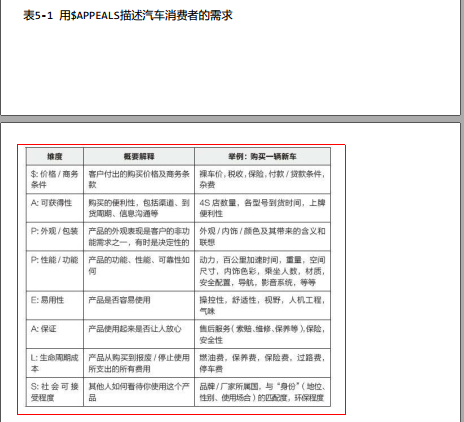 表5-1 用$APPEALS描述汽车消费者的需求
维度 概要解释 举例：购买一辆新车
$: 价格/商务 客户付出的购买价格及商务条 裸车价，税收，保险，付款/贷款条件，
条件 款 杂费
A: 可获得性 购买的便利性，包括渠道、到 4S 店数量，各型号到货时间，上牌
货周期、信息沟通等 便利性
P: 外观/包装 产品的外观表现是客户的非功 外观/内饰/颜色及其带来的含义和
能需求之一，有时是决定性的 联想
P: 性能/功能 产品的功能、性能、可靠性如 动力，百公里加速时间，重量，空间
何 尺寸，内饰色彩，乘坐人数，材质，
安全配置，导航，影音系统，等等
E: 易用性 产品是否容易使用 操控性，舒适性，视野，人机工程，
气味
A: 保证 产品使用起来是否让人放心 售后服务（索赔、维修、保养等），保险，
安全性
L: 生命周期成 产品从购买到报废/停止使用 燃油费，保养费，保险费，过路费，
本 所支出的所有费用 停车费
S: 社会可接 其他人如何看待你使用这个产 品牌/厂家所属国，与“身份”（地位、
受程度 品 性别、使用场合）的匹配度，环保程度